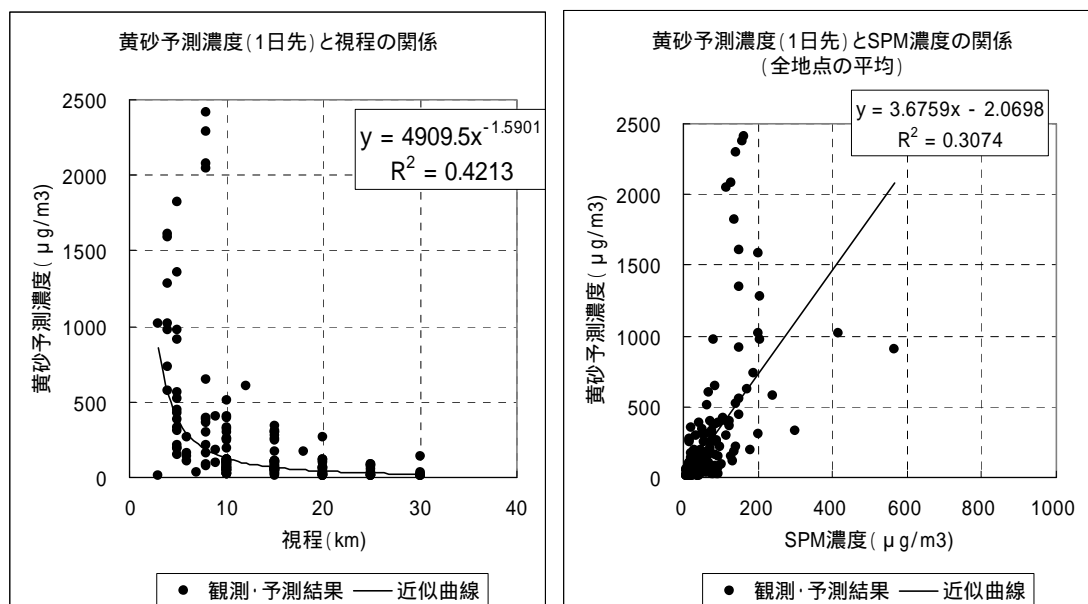 黄砂予測濃度(1日先)と視程の関係
2500
2000
1500
1000
500
0
黄砂予測濃度(μg/m3)
y = 4909.5x^-1.5901
R² = 0.4213
0 10 20 30 40
視程(km)
● 観測･予測結果 ― 近似曲線
黄砂予測濃度(1日先)とSPM濃度の関係
(全地点の平均)
2500
2000
1500
1000
500
0
黄砂予測濃度(μg/m3)
y = 3.6759x - 2.0698
R² = 0.3074
0 200 400 600 800 1000
SPM濃度(μg/m3)
● 観測･予測結果 ― 近似曲線